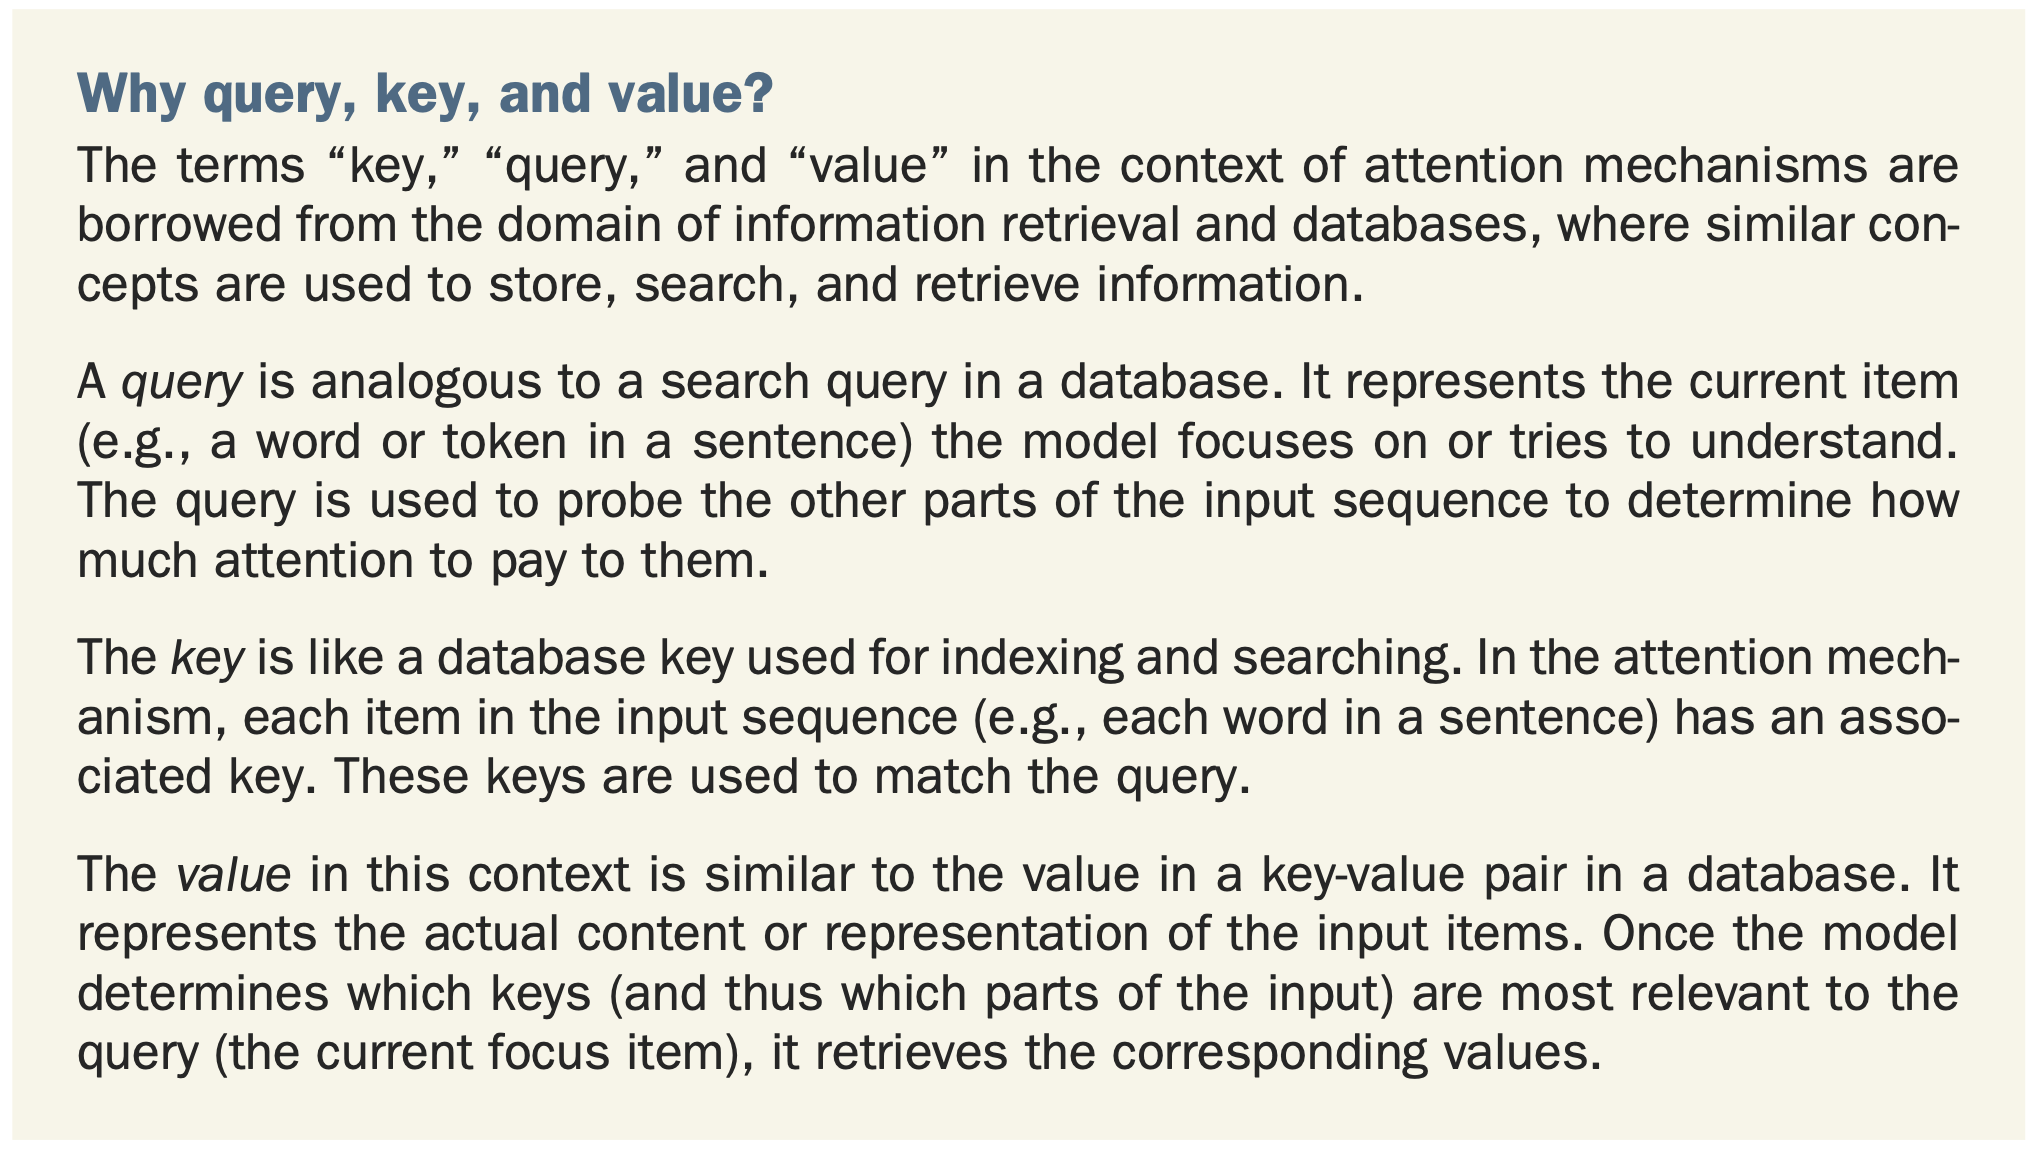 Why query, key, and value?
The terms “key,” “query,” and “value” in the context of attention mechanisms are
borrowed from the domain of information retrieval and databases, where similar con-
cepts are used to store, search, and retrieve information.
A query is analogous to a search query in a database. It represents the current item
(e.g., a word or token in a sentence) the model focuses on or tries to understand.
The query is used to probe the other parts of the input sequence to determine how
much attention to pay to them.
The key is like a database key used for indexing and searching. In the attention mech-
anism, each item in the input sequence (e.g., each word in a sentence) has an asso-
ciated key. These keys are used to match the query.
The value in this context is similar to the value in a key-value pair in a database. It
represents the actual content or representation of the input items. Once the model
determines which keys (and thus which parts of the input) are most relevant to the
query (the current focus item), it retrieves the corresponding values.